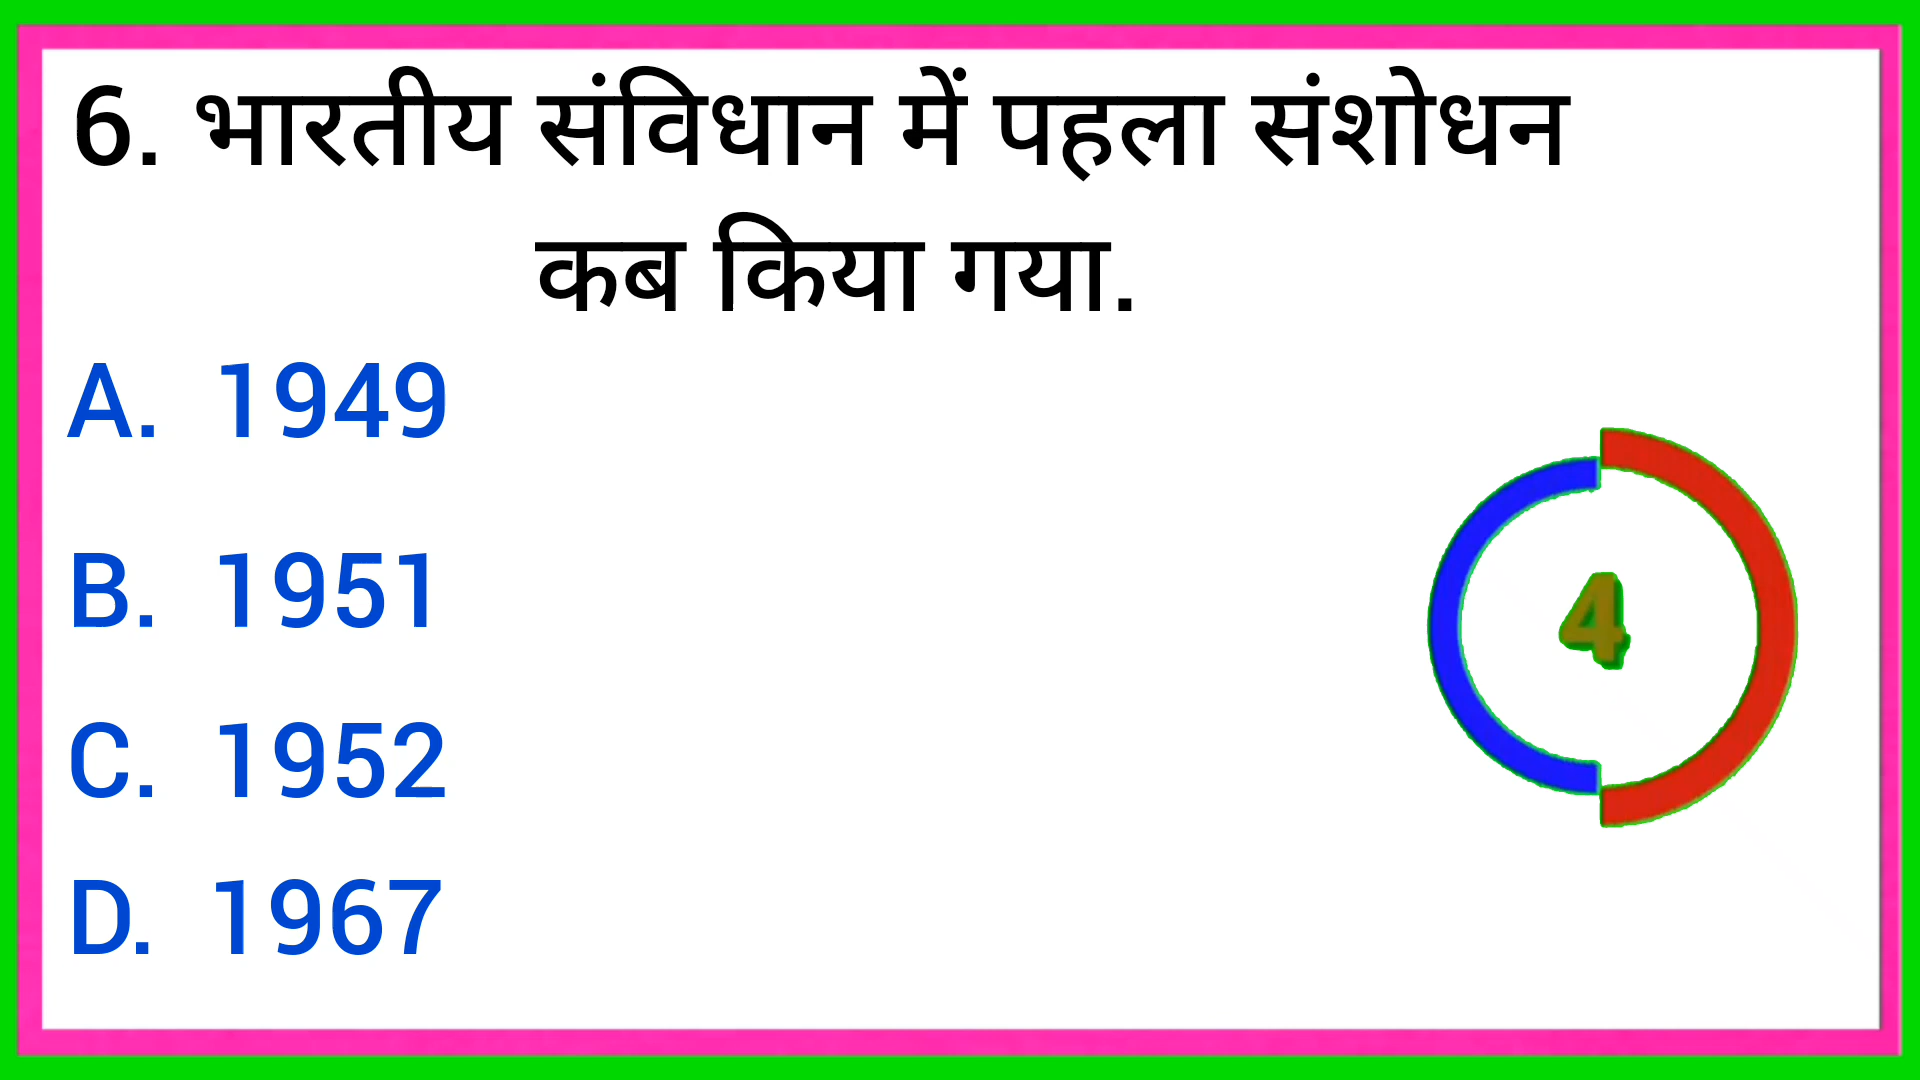 6. भारतीय संविधान में पहला संशोधन
कब किया गया.
A. 1949
B. 1951
4
C. 1952
D. 1967